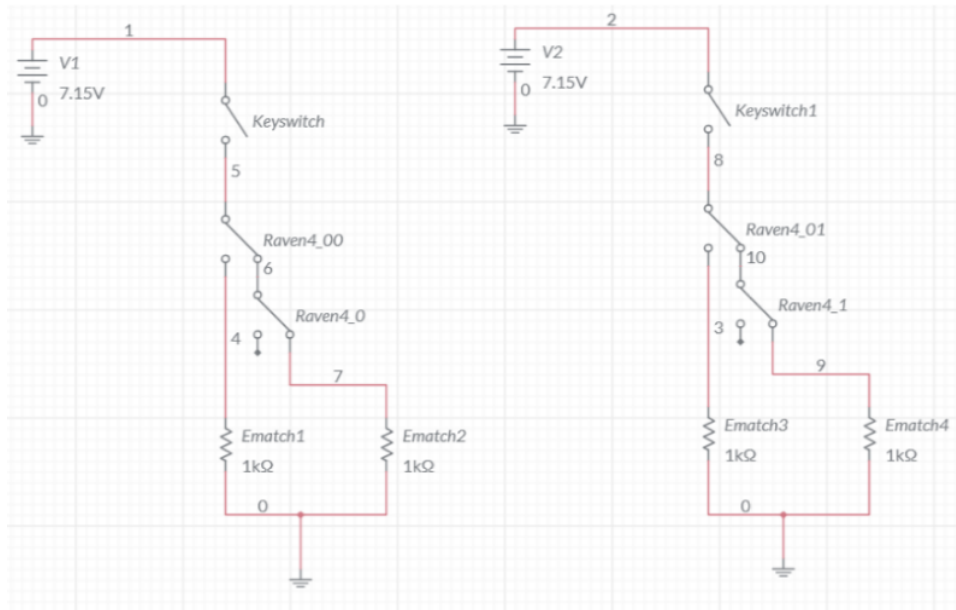 1
V1
0
7.15V
Keyswitch
5
Raven4_00
6
Raven4_0
4
7
Ematch1
1kΩ
Ematch2
1kΩ
0
2
V2
0
7.15V
Keyswitch1
8
Raven4_01
10
Raven4_1
3
9
Ematch3
1kΩ
Ematch4
1kΩ
0